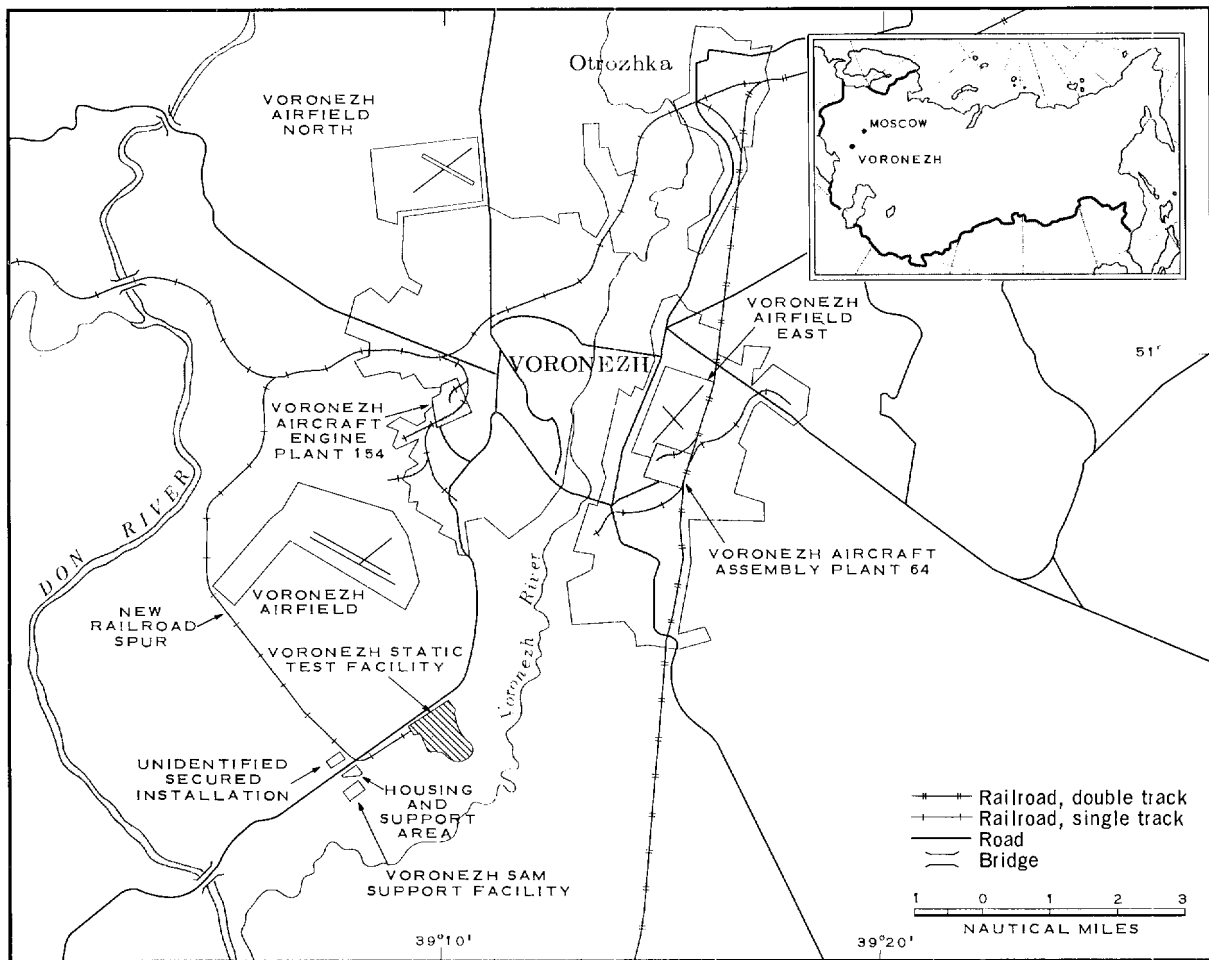 Otrozhka
VORONEZH
AIRFIELD
NORTH
MOSCOW
VORONEZH
VORONEZH
AIRFIELD
EAST
51°
VORONEZH
VORONEZH
AIRCRAFT
ENGINE
PLANT 154
DON RIVER
VORONEZH AIRCRAFT
ASSEMBLY PLANT 64
VORONEZH
AIRFIELD
NEW
RAILROAD
SPUR
VORONEZH STATIC
TEST FACILITY
Voronezh River
UNIDENTIFIED
SECURED
INSTALLATION
HOUSING
AND
SUPPORT
AREA
VORONEZH SAM
SUPPORT FACILITY
Railroad, double track
Railroad, single track
Road
Bridge
1 0 1 2 3
NAUTICAL MILES
39°10'
39°20'